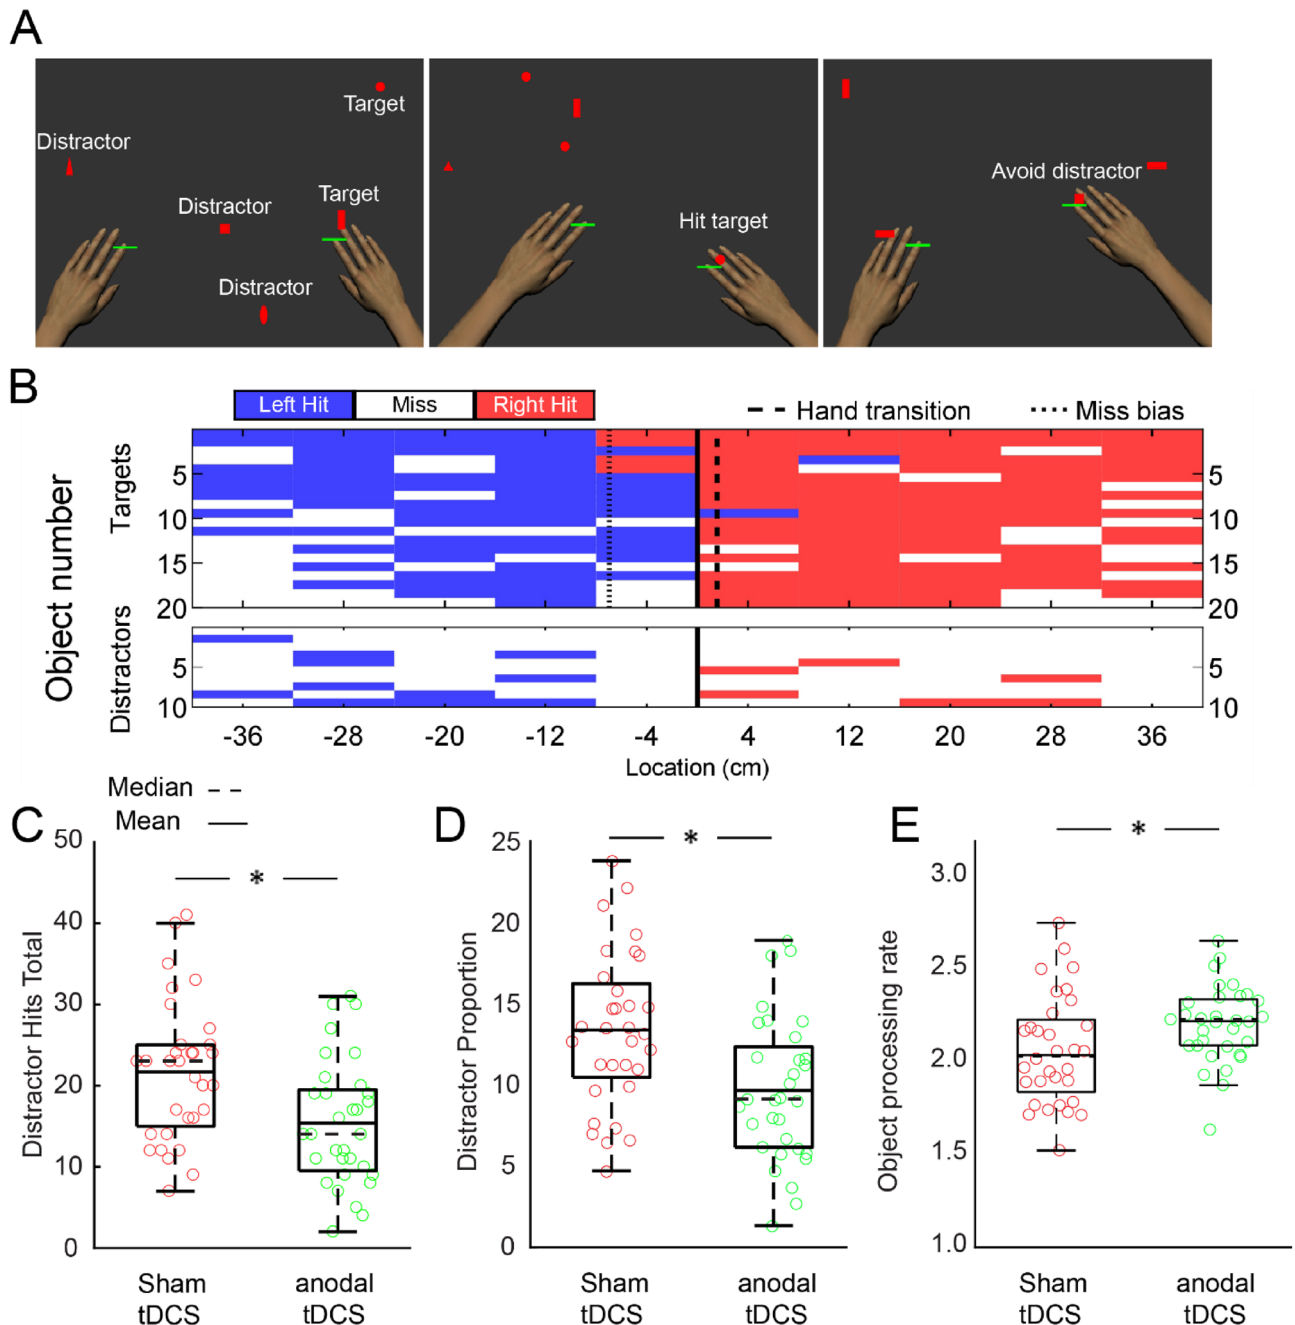 A
Target
Distractor
Distractor
Target
Distractor
Hit target
Avoid distractor
B
Left Hit Miss Right Hit
Hand transition Miss bias
Object number
Targets
5 5
10 10
15 15
20 20
Distractors
5 5
10 10
-36 -28 -20 -12 -4 4 12 20 28 36
Location (cm)
Median
Mean
C
Distractor Hits Total
50
40
30
20
10
0
*
Sham tDCS
anodal tDCS
D
Distractor Proportion
25
20
15
10
5
0
*
Sham tDCS
anodal tDCS
E
Object processing rate
3.0
2.5
2.0
1.5
1.0
*
Sham tDCS
anodal tDCS